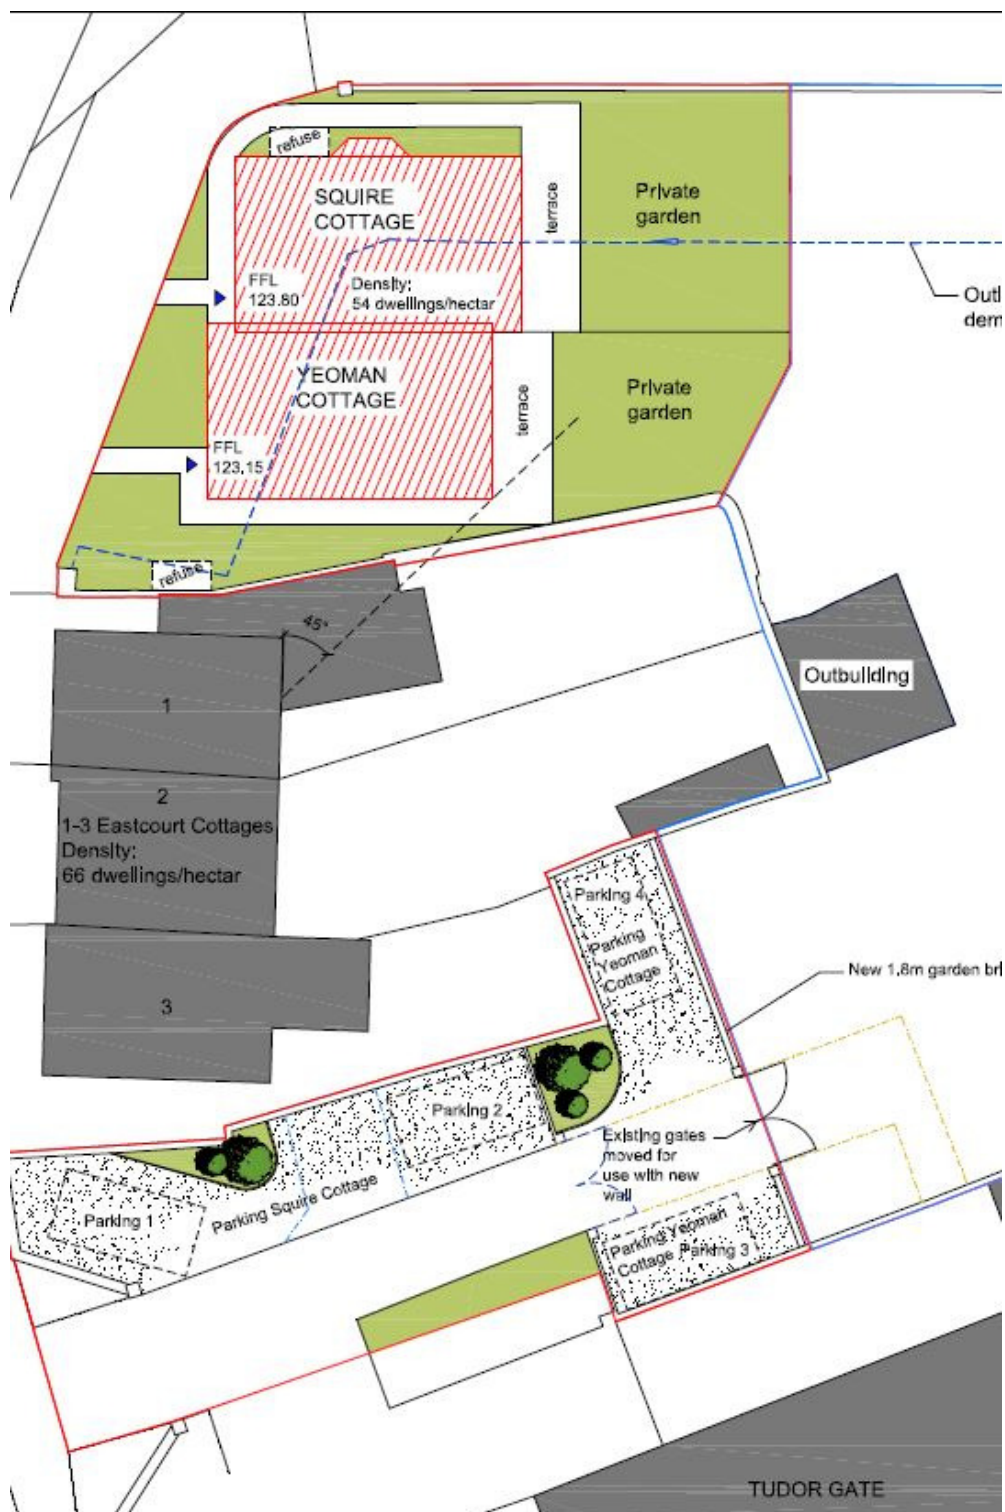 refuse
SQUIRE
COTTAGE
terrace
Private
garden
FFL
123.80
Density:
54 dwellings/hectar
Outl
dem
YEOMAN
COTTAGE
terrace
Private
garden
FFL
123.15
refuse
45°
Outbuilding
1
2
1-3 Eastcourt Cottages
Density:
66 dwellings/hectar
3
Parking 4
Parking
Yeoman
Cottage
New 1.8m garden bri
Parking 2
Existing gates
moved for
use with new
wall
Parking Squire Cottage
Parking 1
Parking Yeoman
Cottage Parking 3
TUDOR GATE